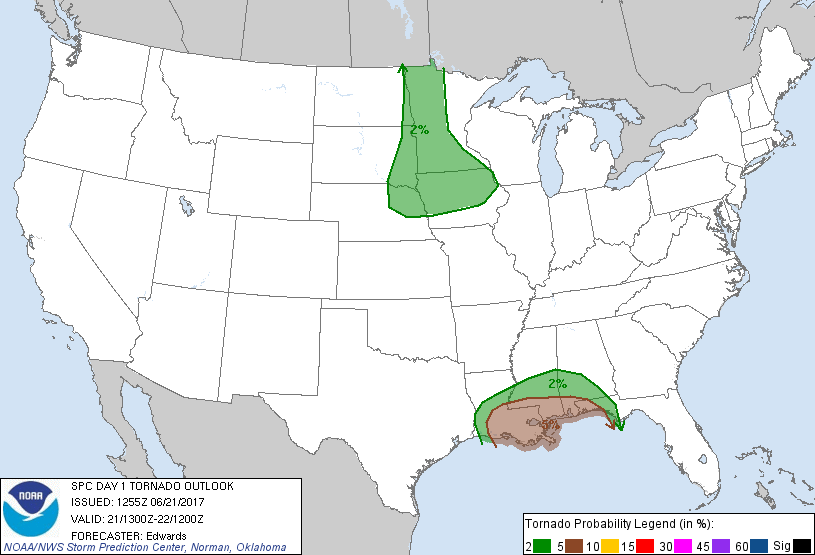 2%
2%
5%
NOAA
SPC DAY 1 TORNADO OUTLOOK
ISSUED: 1255Z 06/21/2017
VALID: 21/1300Z-22/1200Z
FORECASTER: Edwards
NOAA/NWS Storm Prediction Center, Norman, Oklahoma
Tornado Probability Legend (in %):
2 5 10 15 30 45 60 Sig